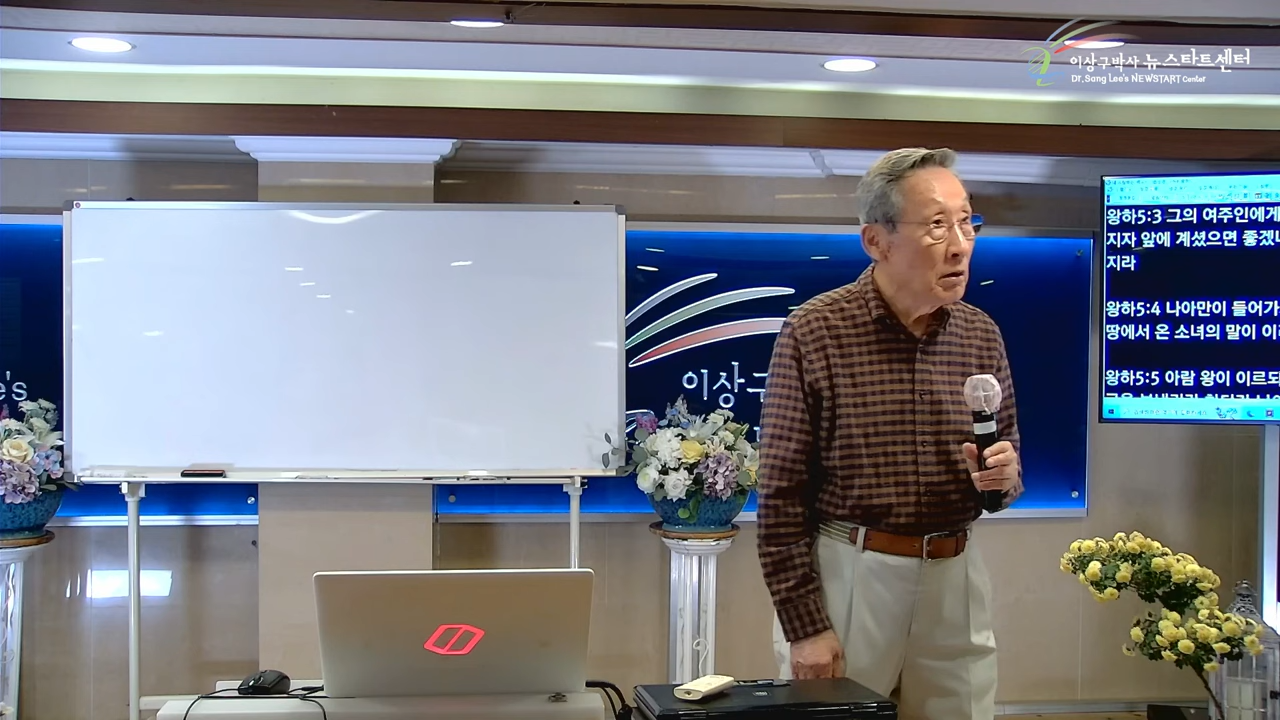 이상구박사 뉴스타트센터
Dr. Sang Lee's NEWSTART Center
왕하5:3 그의 여주인에게
지자 앞에 계셨으면 좋겠
지라
왕하5:4 나아만이 들어가
땅에서 온 소녀의 말이
왕하5:5 아람 왕이 이르되
이상구
e's